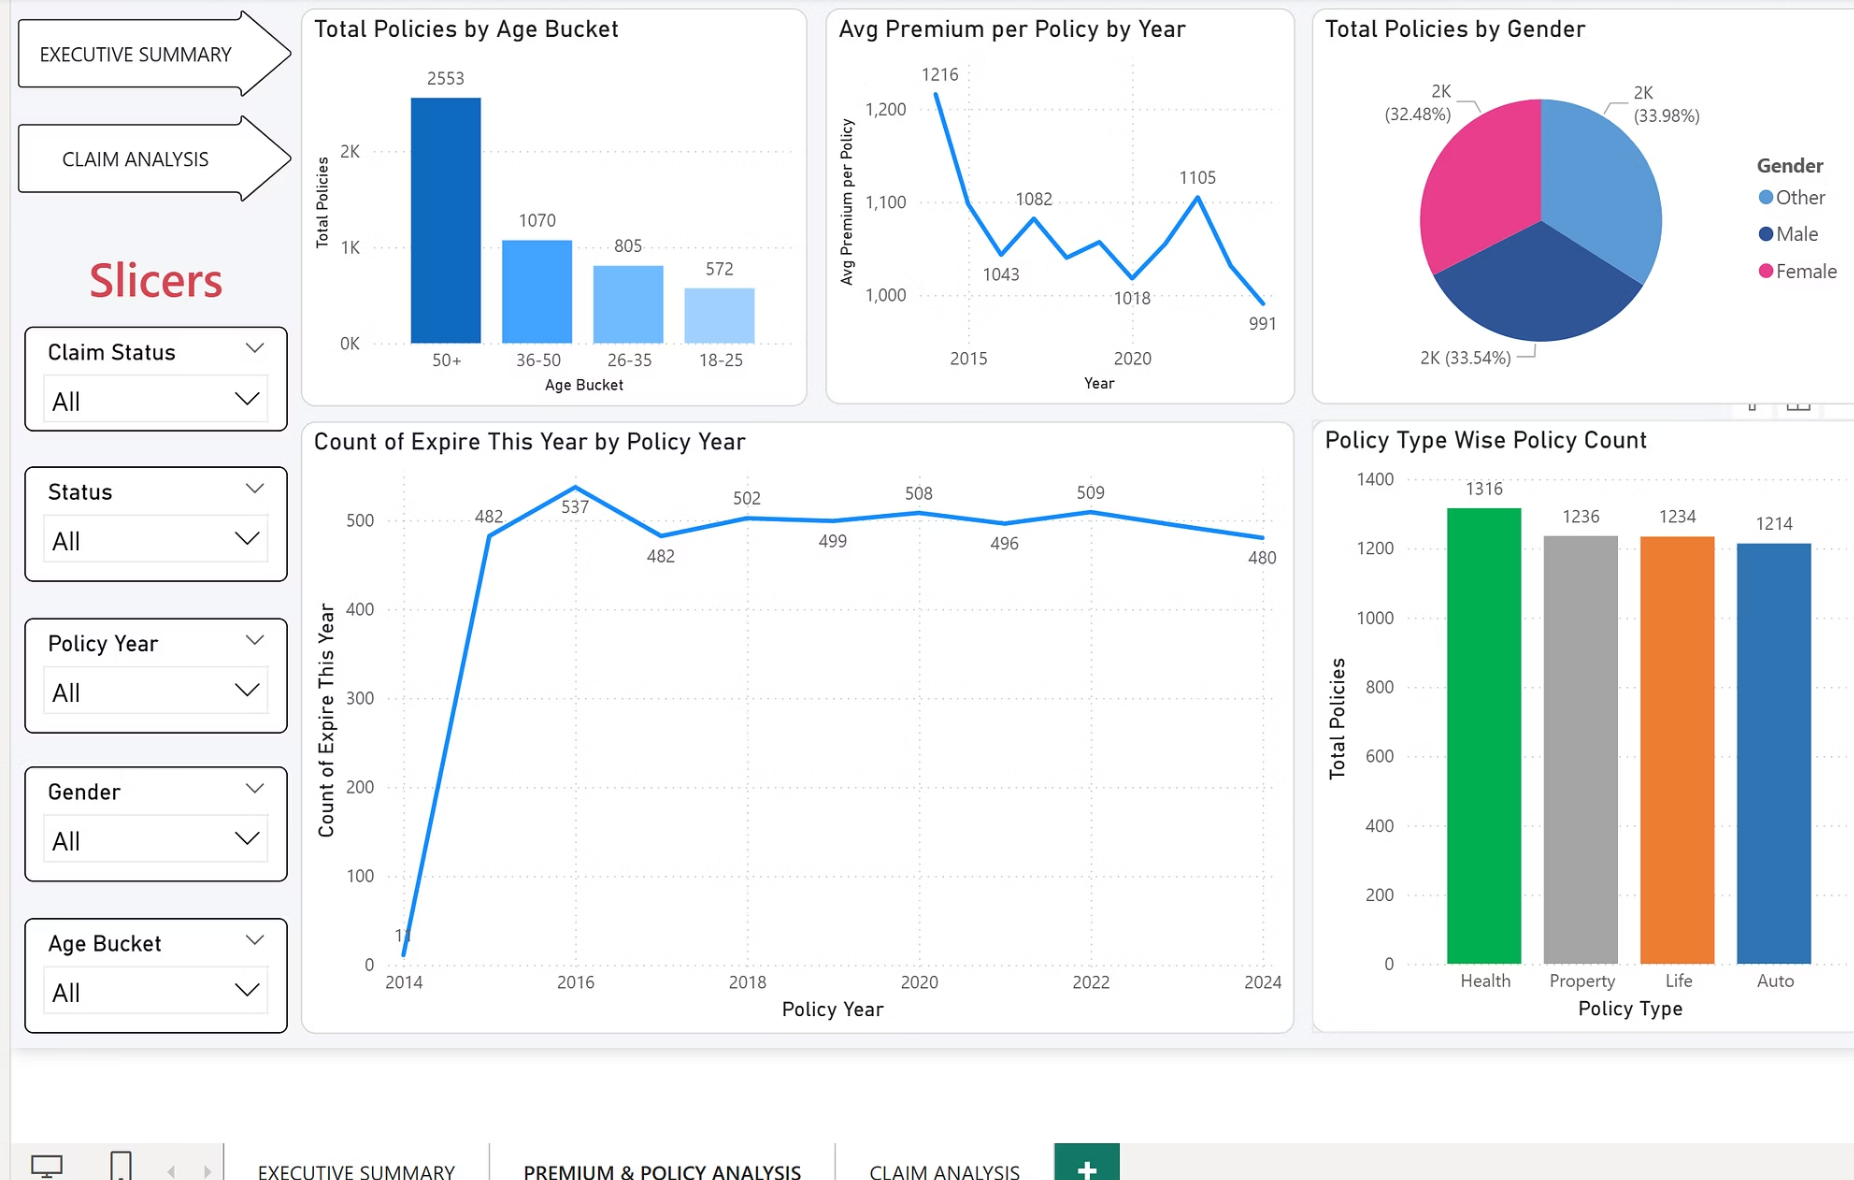 EXECUTIVE SUMMARY
CLAIM ANALYSIS
Slicers
Claim Status
All
Status
All
Policy Year
All
Gender
All
Age Bucket
All
Total Policies by Age Bucket
Total Policies
2K
1K
0K
2553
1070
805
572
50+ 36-50 26-35 18-25
Age Bucket
Avg Premium per Policy by Year
Avg Premium per Policy
1,200
1,100
1,000
1216
1043
1082
1018
1105
991
2015 2020
Year
Total Policies by Gender
2K
(32.48%)
2K
(33.98%)
2K (33.54%)
Gender
Other
Male
Female
Count of Expire This Year by Policy Year
Count of Expire This Year
500
400
300
200
100
0
11
482
537
482
502
499
508
496
509
480
2014 2016 2018 2020 2022 2024
Policy Year
Policy Type Wise Policy Count
Total Policies
1400
1200
1000
800
600
400
200
0
1316
1236
1234
1214
Health Property Life Auto
Policy Type
EXECUTIVE SUMMARY PREMIUM & POLICY ANALYSIS CLAIM ANALYSIS +